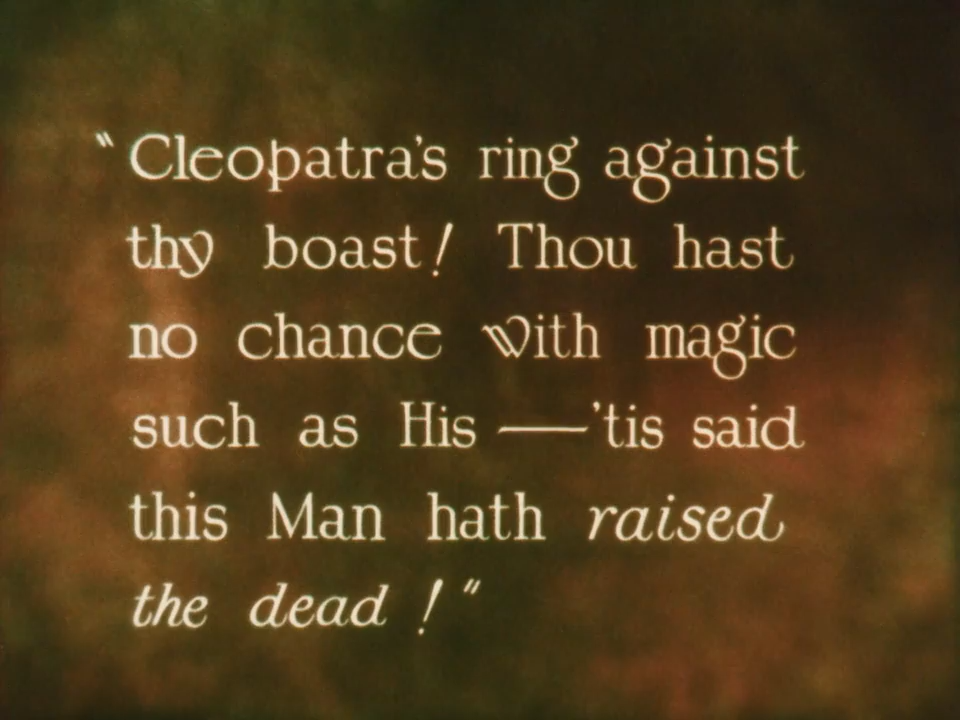 "Cleopatra's ring against
thy boast! Thou hast
no chance with magic
such as His — 'tis said
this Man hath raised
the dead!"